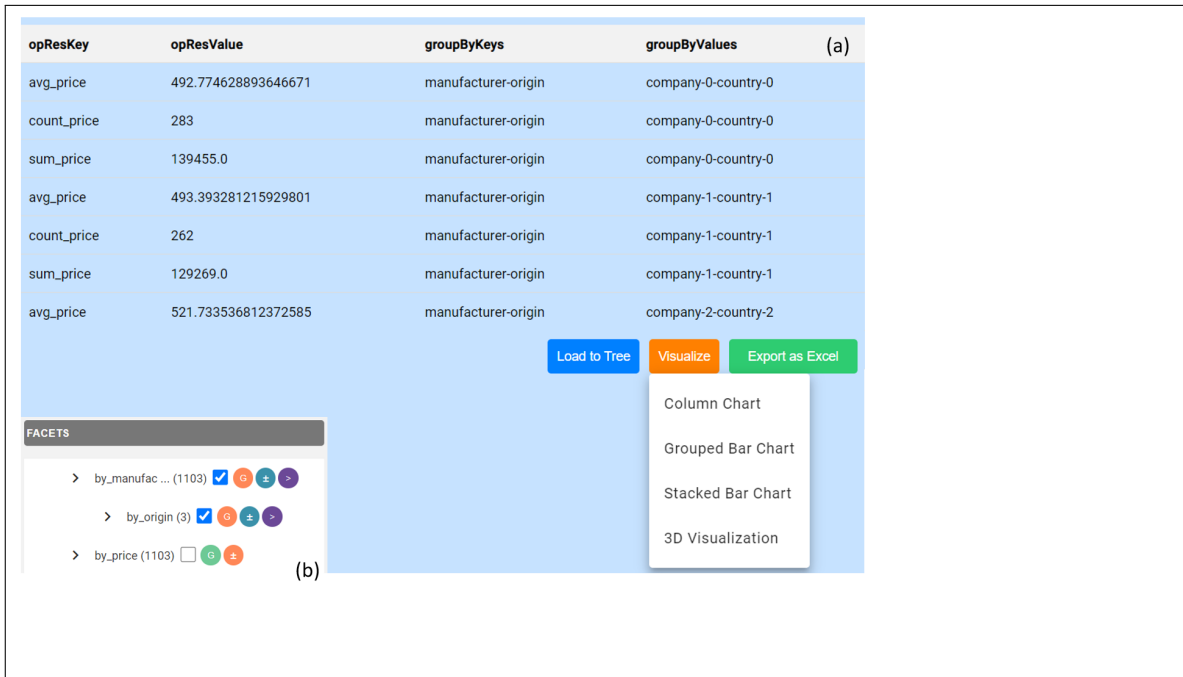 opResKey opResValue groupByKeys groupByValues (a)
avg_price 492.774628893646671 manufacturer-origin company-0-country-0
count_price 283 manufacturer-origin company-0-country-0
sum_price 139455.0 manufacturer-origin company-0-country-0
avg_price 493.393281215929801 manufacturer-origin company-1-country-1
count_price 262 manufacturer-origin company-1-country-1
sum_price 129269.0 manufacturer-origin company-1-country-1
avg_price 521.733536812372585 manufacturer-origin company-2-country-2
Load to Tree Visualize Export as Excel
Column Chart
Grouped Bar Chart
Stacked Bar Chart
3D Visualization
FACETS
> by_manufac ... (1103) G ± >
> by_origin (3) G ± >
> by_price (1103) G ±
(b)